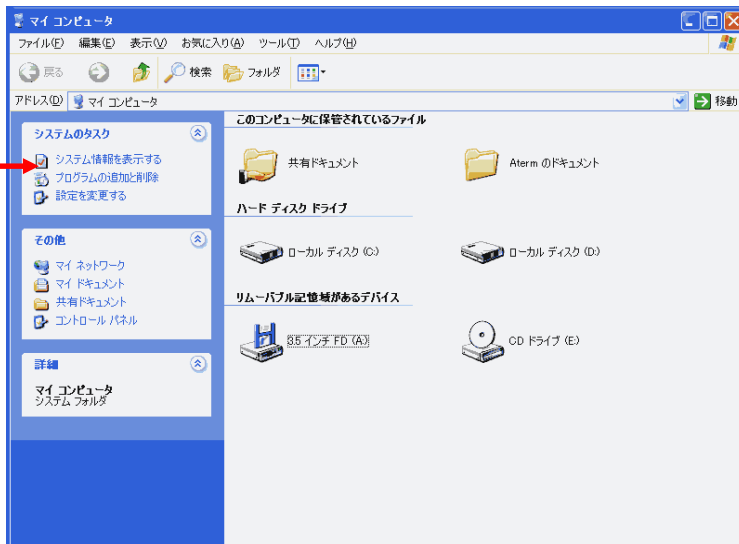 マイ コンピュータ
ファイル(F) 編集(E) 表示(V) お気に入り(A) ツール(T) ヘルプ(H)
戻る 検索 フォルダ
アドレス(D) マイ コンピュータ 移動
システムのタスク
システム情報を表示する
プログラムの追加と削除
設定を変更する
その他
マイ ネットワーク
マイ ドキュメント
共有ドキュメント
コントロール パネル
詳細
マイ コンピュータ
システム フォルダ
このコンピュータに保管されているファイル
共有ドキュメント Aterm のドキュメント
ハード ディスク ドライブ
ローカル ディスク (C:) ローカル ディスク (D:)
リムーバブル記憶域があるデバイス
3.5 インチ FD (A:) CD ドライブ (E:)